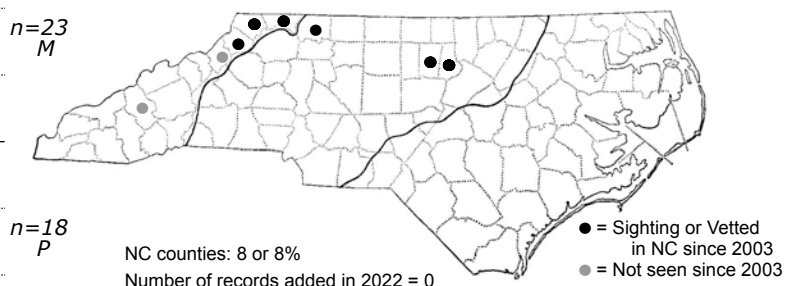 n=23
M
n=18
P
NC counties: 8 or 8%
Number of records added in 2022 = 0
● = Sighting or Vetted
in NC since 2003
● = Not seen since 2003